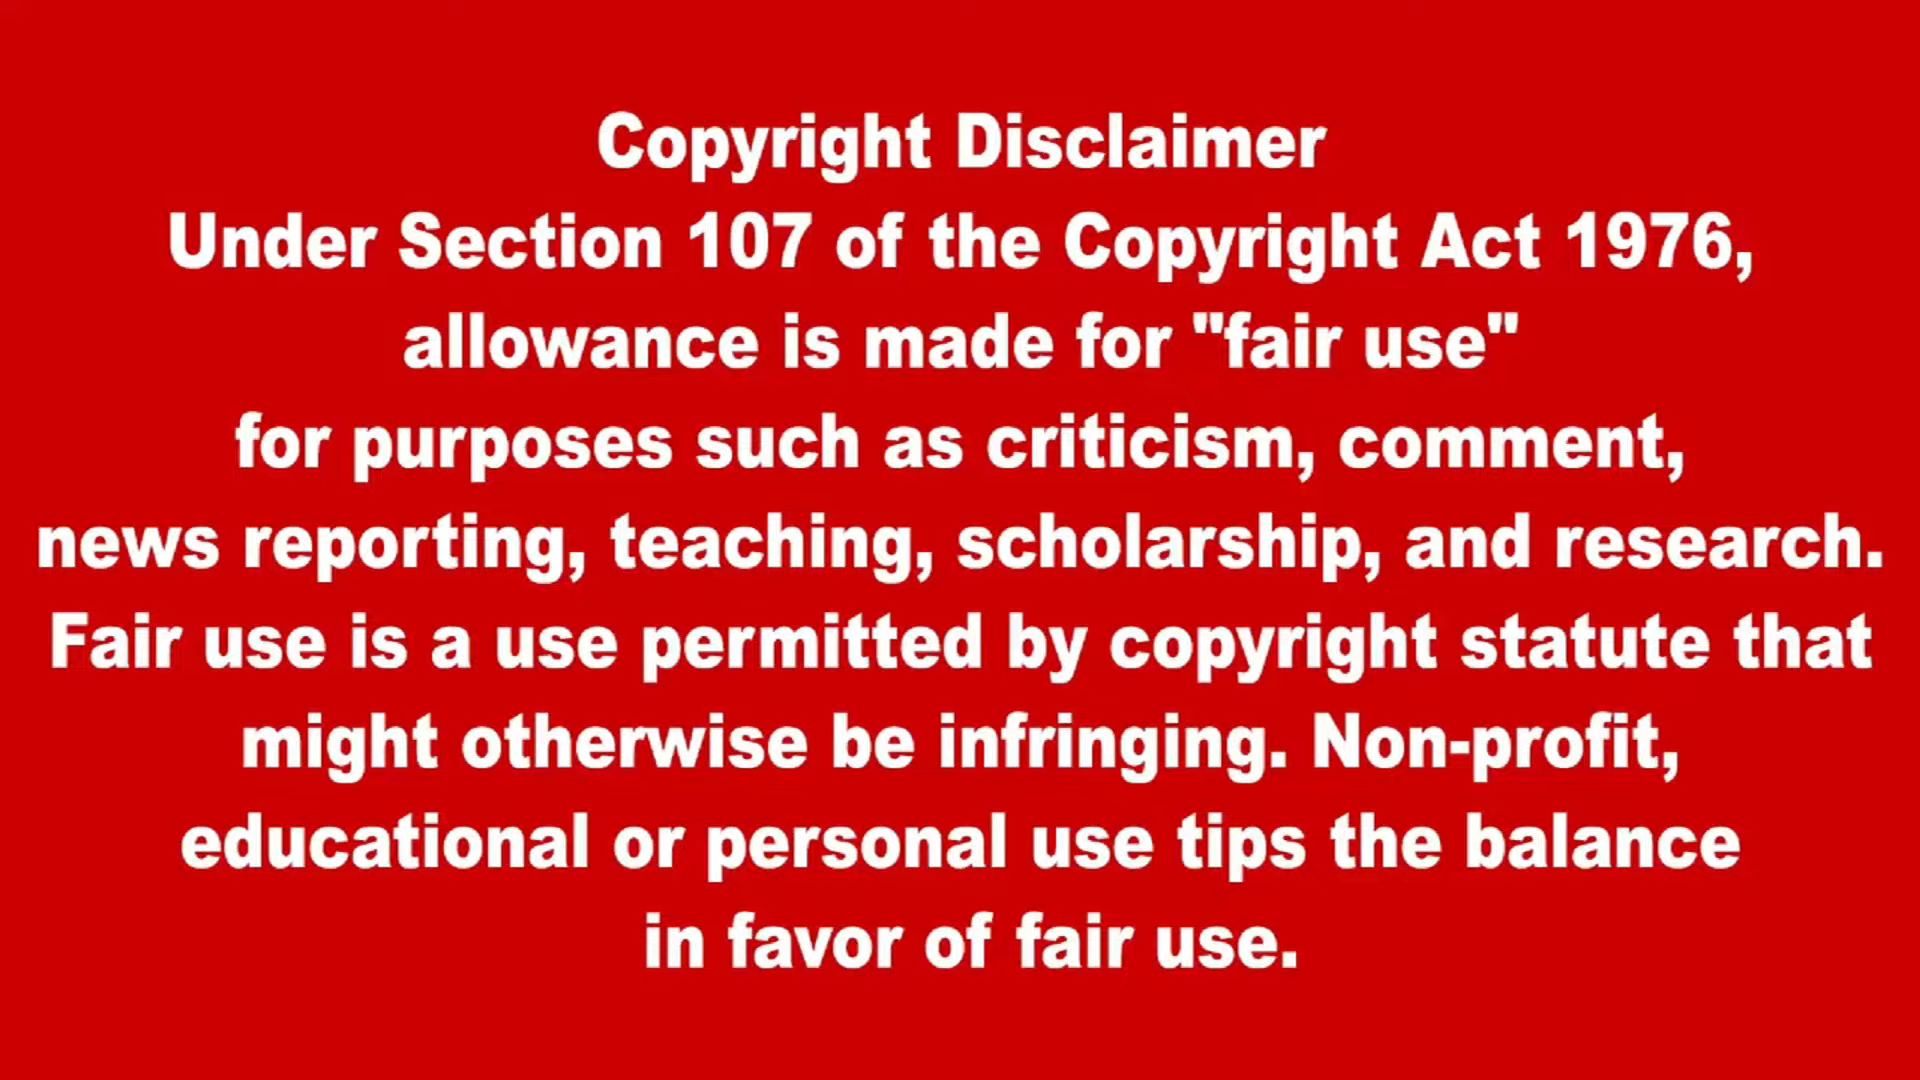 Copyright Disclaimer
Under Section 107 of the Copyright Act 1976,
allowance is made for "fair use"
for purposes such as criticism, comment,
news reporting, teaching, scholarship, and research.
Fair use is a use permitted by copyright statute that
might otherwise be infringing. Non-profit,
educational or personal use tips the balance
in favor of fair use.